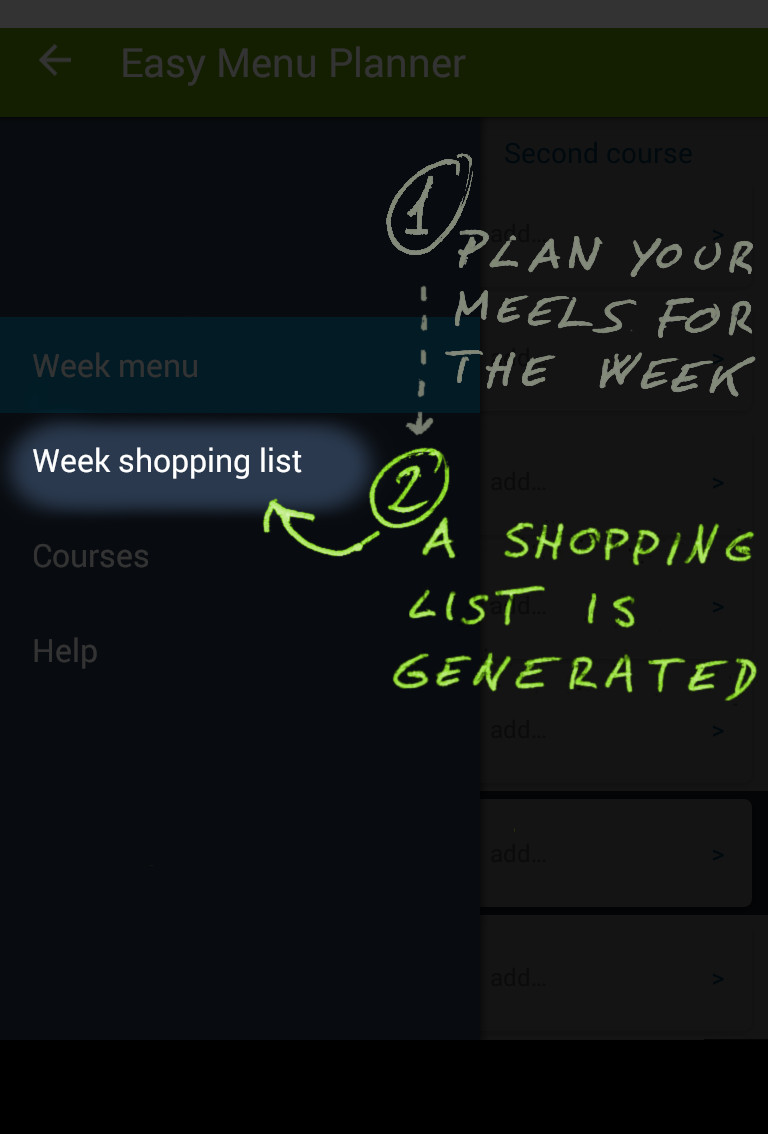 Easy Menu Planner
Second course
1
add... >
PLAN YOUR
MEELS FOR
THE WEEK
Week menu
Week shopping list
2
add... >
A SHOPPING
Courses
LIST IS
add... >
Help
GENERATED
add... >
add... >
add... >